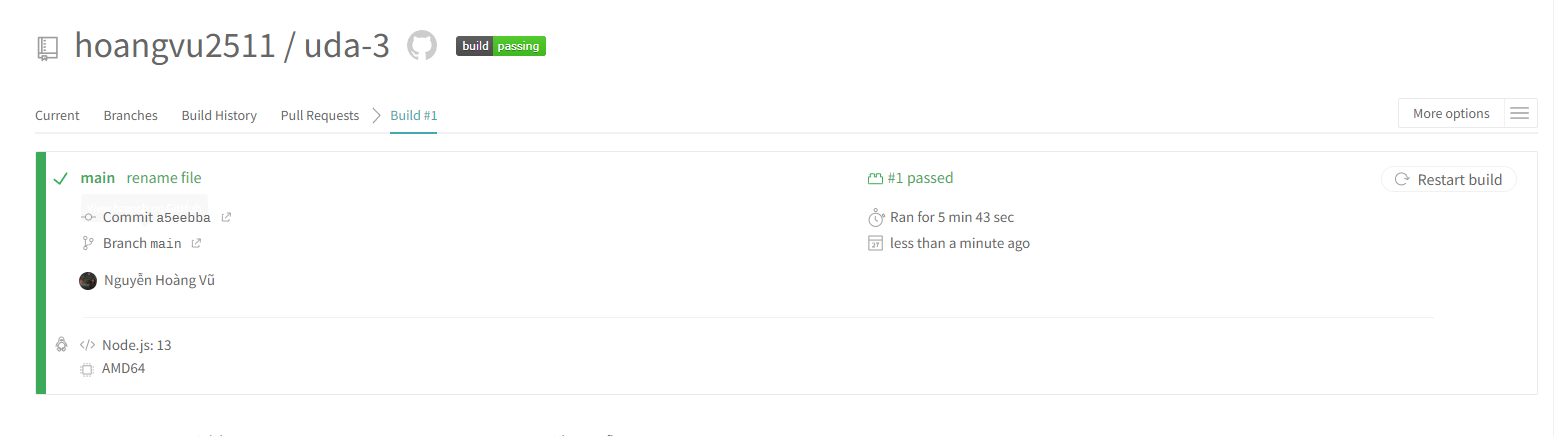 hoangvu2511 / uda-3 build passing
Current Branches Build History Pull Requests Build #1 More options
main rename file #1 passed Restart build
Commit a5eebba Ran for 5 min 43 sec
Branch main 27 less than a minute ago
Nguyễn Hoàng Vũ
</> Node.js: 13
AMD64